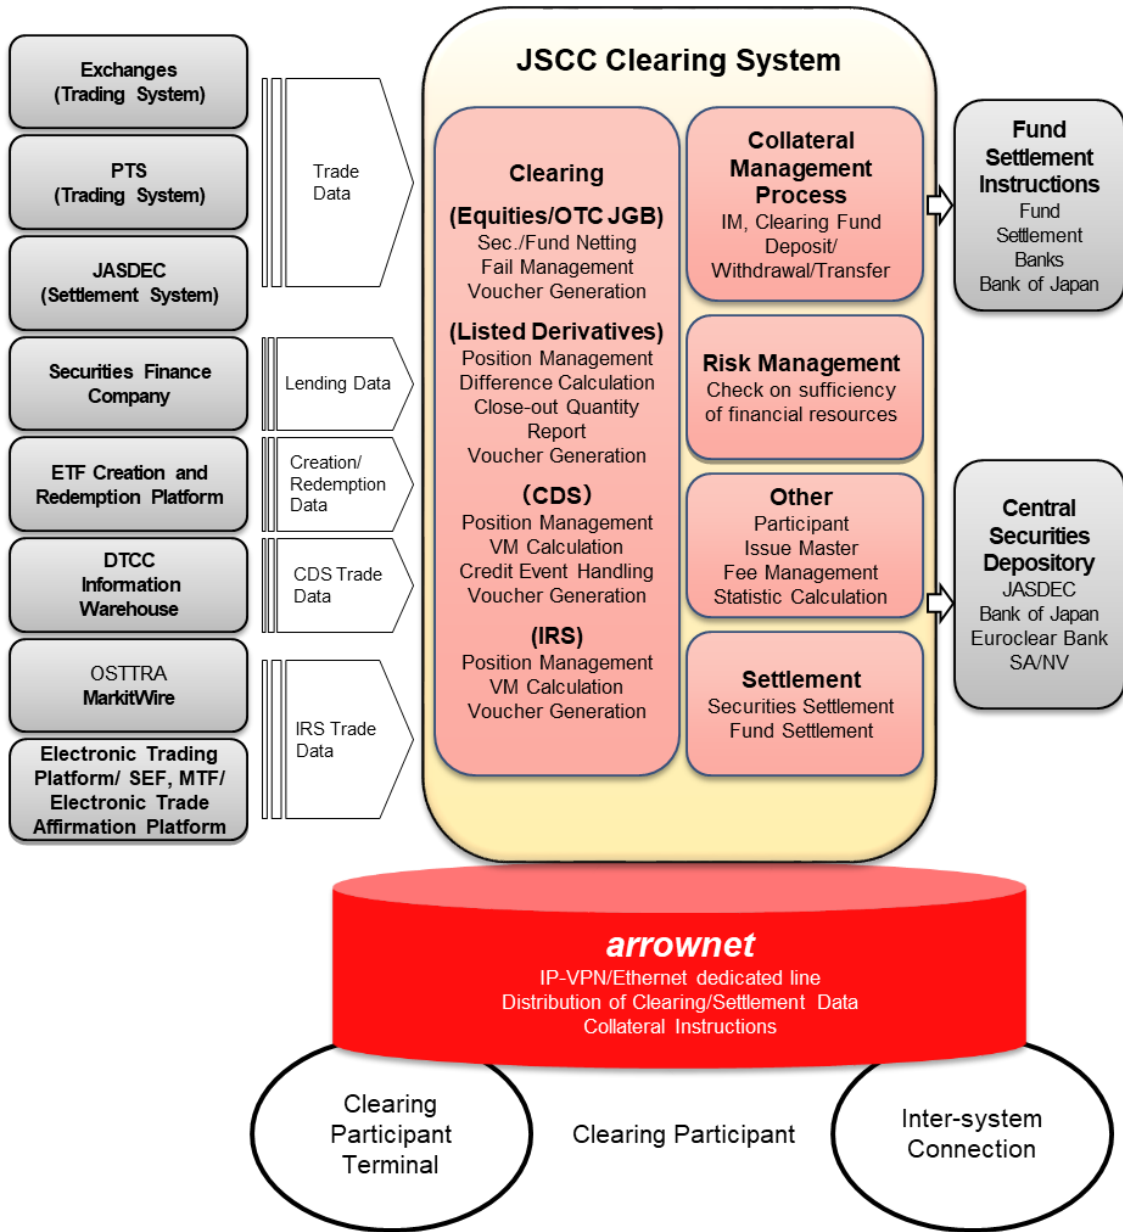 JSCC Clearing System
Exchanges
(Trading System)
PTS
(Trading System)
JASDEC
(Settlement System)
Securities Finance
Company
ETF Creation and
Redemption Platform
DTCC
Information
Warehouse
OSTTRA
MarkitWire
Electronic Trading
Platform/ SEF, MTF/
Electronic Trade
Affirmation Platform
Trade
Data
Lending Data
Creation/
Redemption
Data
CDS Trade
Data
IRS Trade
Data
Clearing
(Equities/OTC JGB)
Sec./Fund Netting
Fail Management
Voucher Generation
(Listed Derivatives)
Position Management
Difference Calculation
Close-out Quantity
Report
Voucher Generation
(CDS)
Position Management
VM Calculation
Credit Event Handling
Voucher Generation
(IRS)
Position Management
VM Calculation
Voucher Generation
Collateral
Management
Process
IM, Clearing Fund
Deposit/
Withdrawal/Transfer
Risk Management
Check on sufficiency
of financial resources
Other
Participant
Issue Master
Fee Management
Statistic Calculation
Settlement
Securities Settlement
Fund Settlement
Fund
Settlement
Instructions
Fund
Settlement
Banks
Bank of Japan
Central
Securities
Depository
JASDEC
Bank of Japan
Euroclear Bank
SA/NV
arrownet
IP-VPN/Ethernet dedicated line
Distribution of Clearing/Settlement Data
Collateral Instructions
Clearing
Participant
Terminal
Clearing Participant
Inter-system
Connection